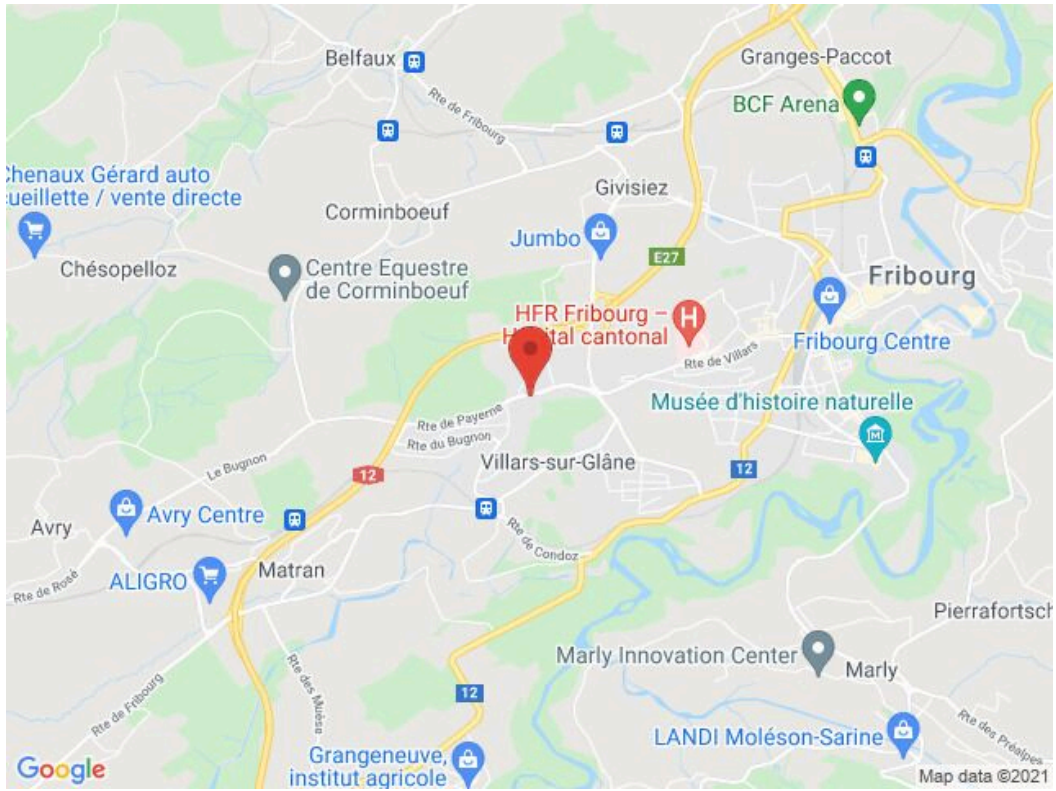 Belfaux
Granges-Paccot
Rte de Fribourg
BCF Arena
Chenaux Gérard auto
cueillette / vente directe
Givisiez
Corminboeuf
Jumbo
Chésopelloz
Centre Equestre
de Corminboeuf
E27
Fribourg
HFR Fribourg –
Hôpital cantonal
H
Fribourg Centre
Rte de Villars
Musée d'histoire naturelle
M
Rte de Payerne
Rte du Bugnon
Villars-sur-Glâne
Le Bugnon
12
12
Avry Centre
Avry
Rte de Condoz
ALIGRO
Matran
Rte de Rosé
Pierrafortsch
Marly Innovation Center
Marly
Rte des Muësé
12
Rte de Fribourg
Rte des Préalpes
LANDI Moléson-Sarine
Grangeneuve,
institut agricole
Google
Map data ©2021